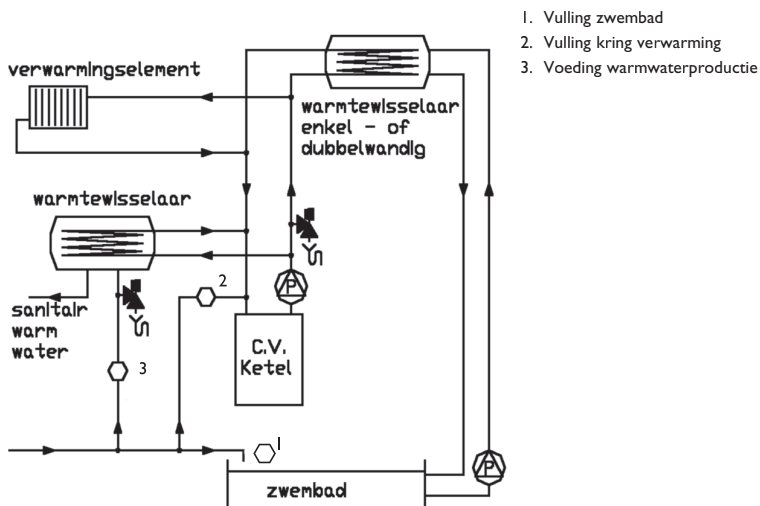 1. Vulling zwembad
2. Vulling kring verwarming
3. Voeding warmwaterproductie
verwarmingselement
warmtewisselaar
enkel - of
dubbelwandig
warmtewisselaar
2
P
sanitair
warm
water
C.V.
Ketel
3
1
P
zwembad